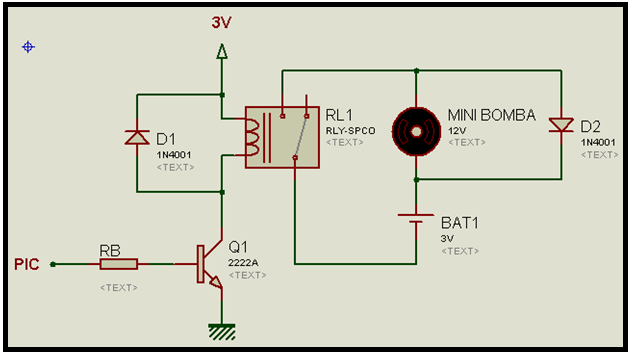 3V
D1
1N4001
<TEXT>
RL1
RLY-SPCO
<TEXT>
MINI BOMBA
12V
<TEXT>
D2
1N4001
<TEXT>
BAT1
3V
<TEXT>
PIC
RB
<TEXT>
Q1
2222A
<TEXT>